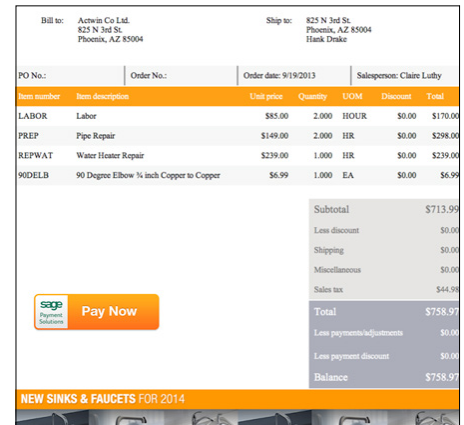 Bill to: Actwin Co Ltd. Ship to: 825 N 3rd St.
825 N 3rd St. Phoenix, AZ 85004
Phoenix, AZ 85004 Hank Drake
PO No.: Order No.: Order date: 9/19/2013 Salesperson: Claire Luthy
Item number Item description Unit price Quantity UOM Discount Total
LABOR Labor $85.00 2.000 HOUR $0.00 $170.00
PREP Pipe Repair $149.00 2.000 HR $0.00 $298.00
REPWAT Water Heater Repair $239.00 1.000 HR $0.00 $239.00
90DELB 90 Degree Elbow ¾ inch Copper to Copper $6.99 1.000 EA $0.00 $6.99
Subtotal $713.99
Less discount $0.00
Shipping $0.00
Miscellaneous $0.00
Sales tax $44.98
Total $758.97
Less payments/adjustments $0.00
Less payment discount $0.00
Balance $758.97
sage
Payment
Solutions
Pay Now
NEW SINKS & FAUCETS FOR 2014